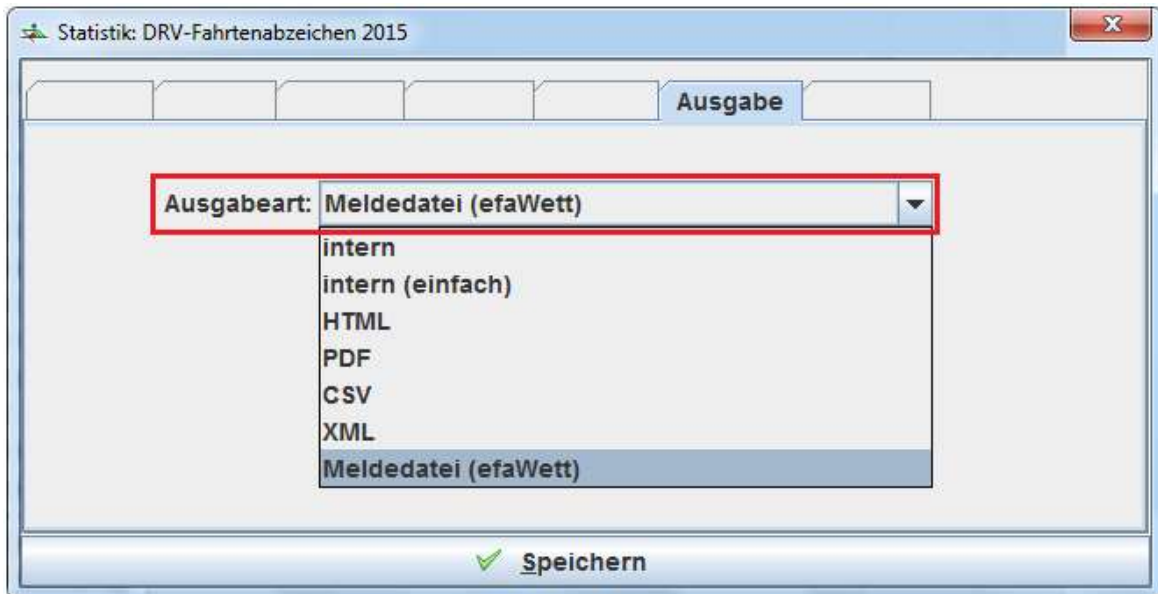 Statistik: DRV-Fahrtenabzeichen 2015
Ausgabe
Ausgabeart: Meldedatei (efaWett)
intern
intern (einfach)
HTML
PDF
CSV
XML
Meldedatei (efaWett)
Speichern